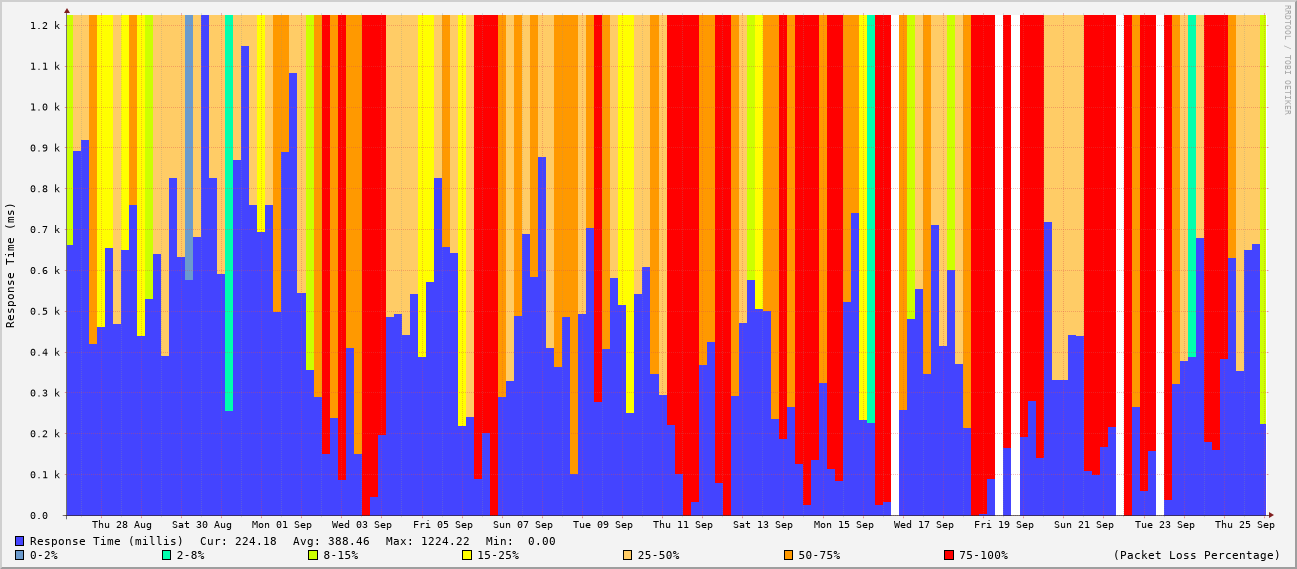 RRDTOOL / TOBI OETIKER
Response Time (ms)
1.2 k
1.1 k
1.0 k
0.9 k
0.8 k
0.7 k
0.6 k
0.5 k
0.4 k
0.3 k
0.2 k
0.1 k
0.0
Thu 28 Aug Sat 30 Aug Mon 01 Sep Wed 03 Sep Fri 05 Sep Sun 07 Sep Tue 09 Sep Thu 11 Sep Sat 13 Sep Mon 15 Sep Wed 17 Sep Fri 19 Sep Sun 21 Sep Tue 23 Sep Thu 25 Sep
Response Time (millis) Cur: 224.18 Avg: 388.46 Max: 1224.22 Min: 0.00
0-2% 2-8% 8-15% 15-25% 25-50% 50-75% 75-100% (Packet Loss Percentage)